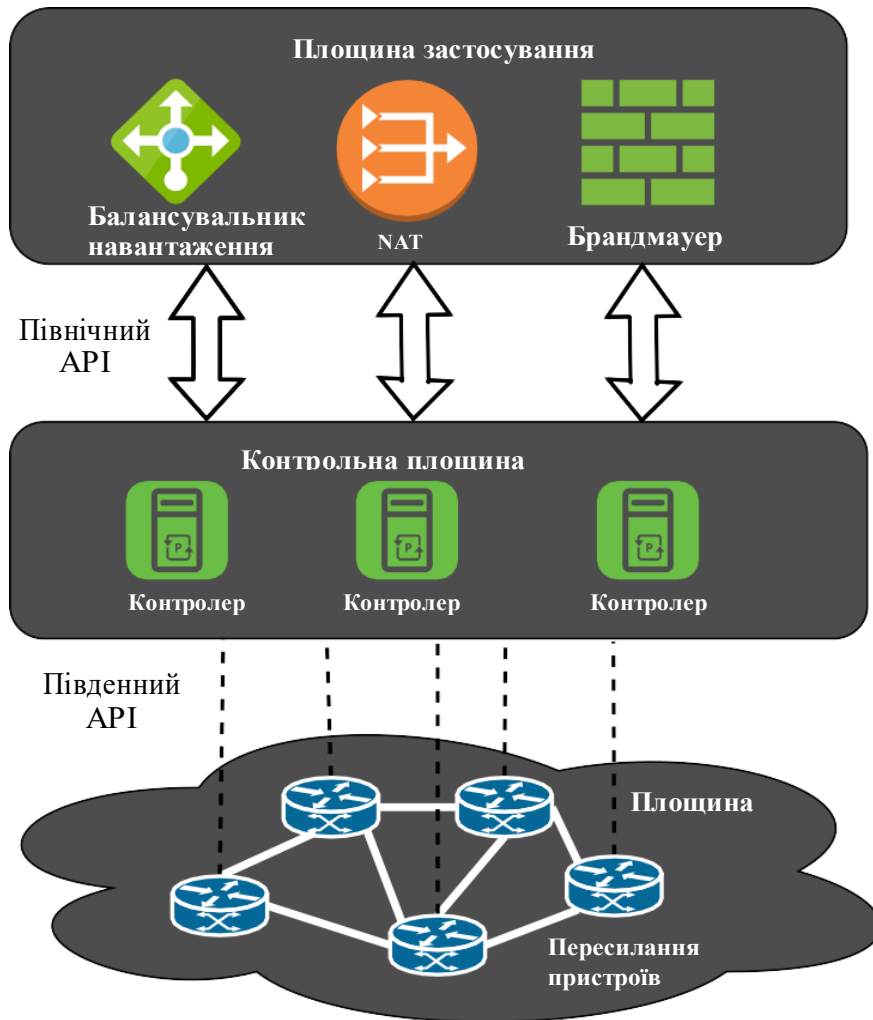 Площина застосування
Балансувальник
навантаження
NAT
Брандмауер
Північний
API
Контрольна площина
P
P
P
Контролер
Контролер
Контролер
Південний
API
Площина
Пересилання
пристроїв